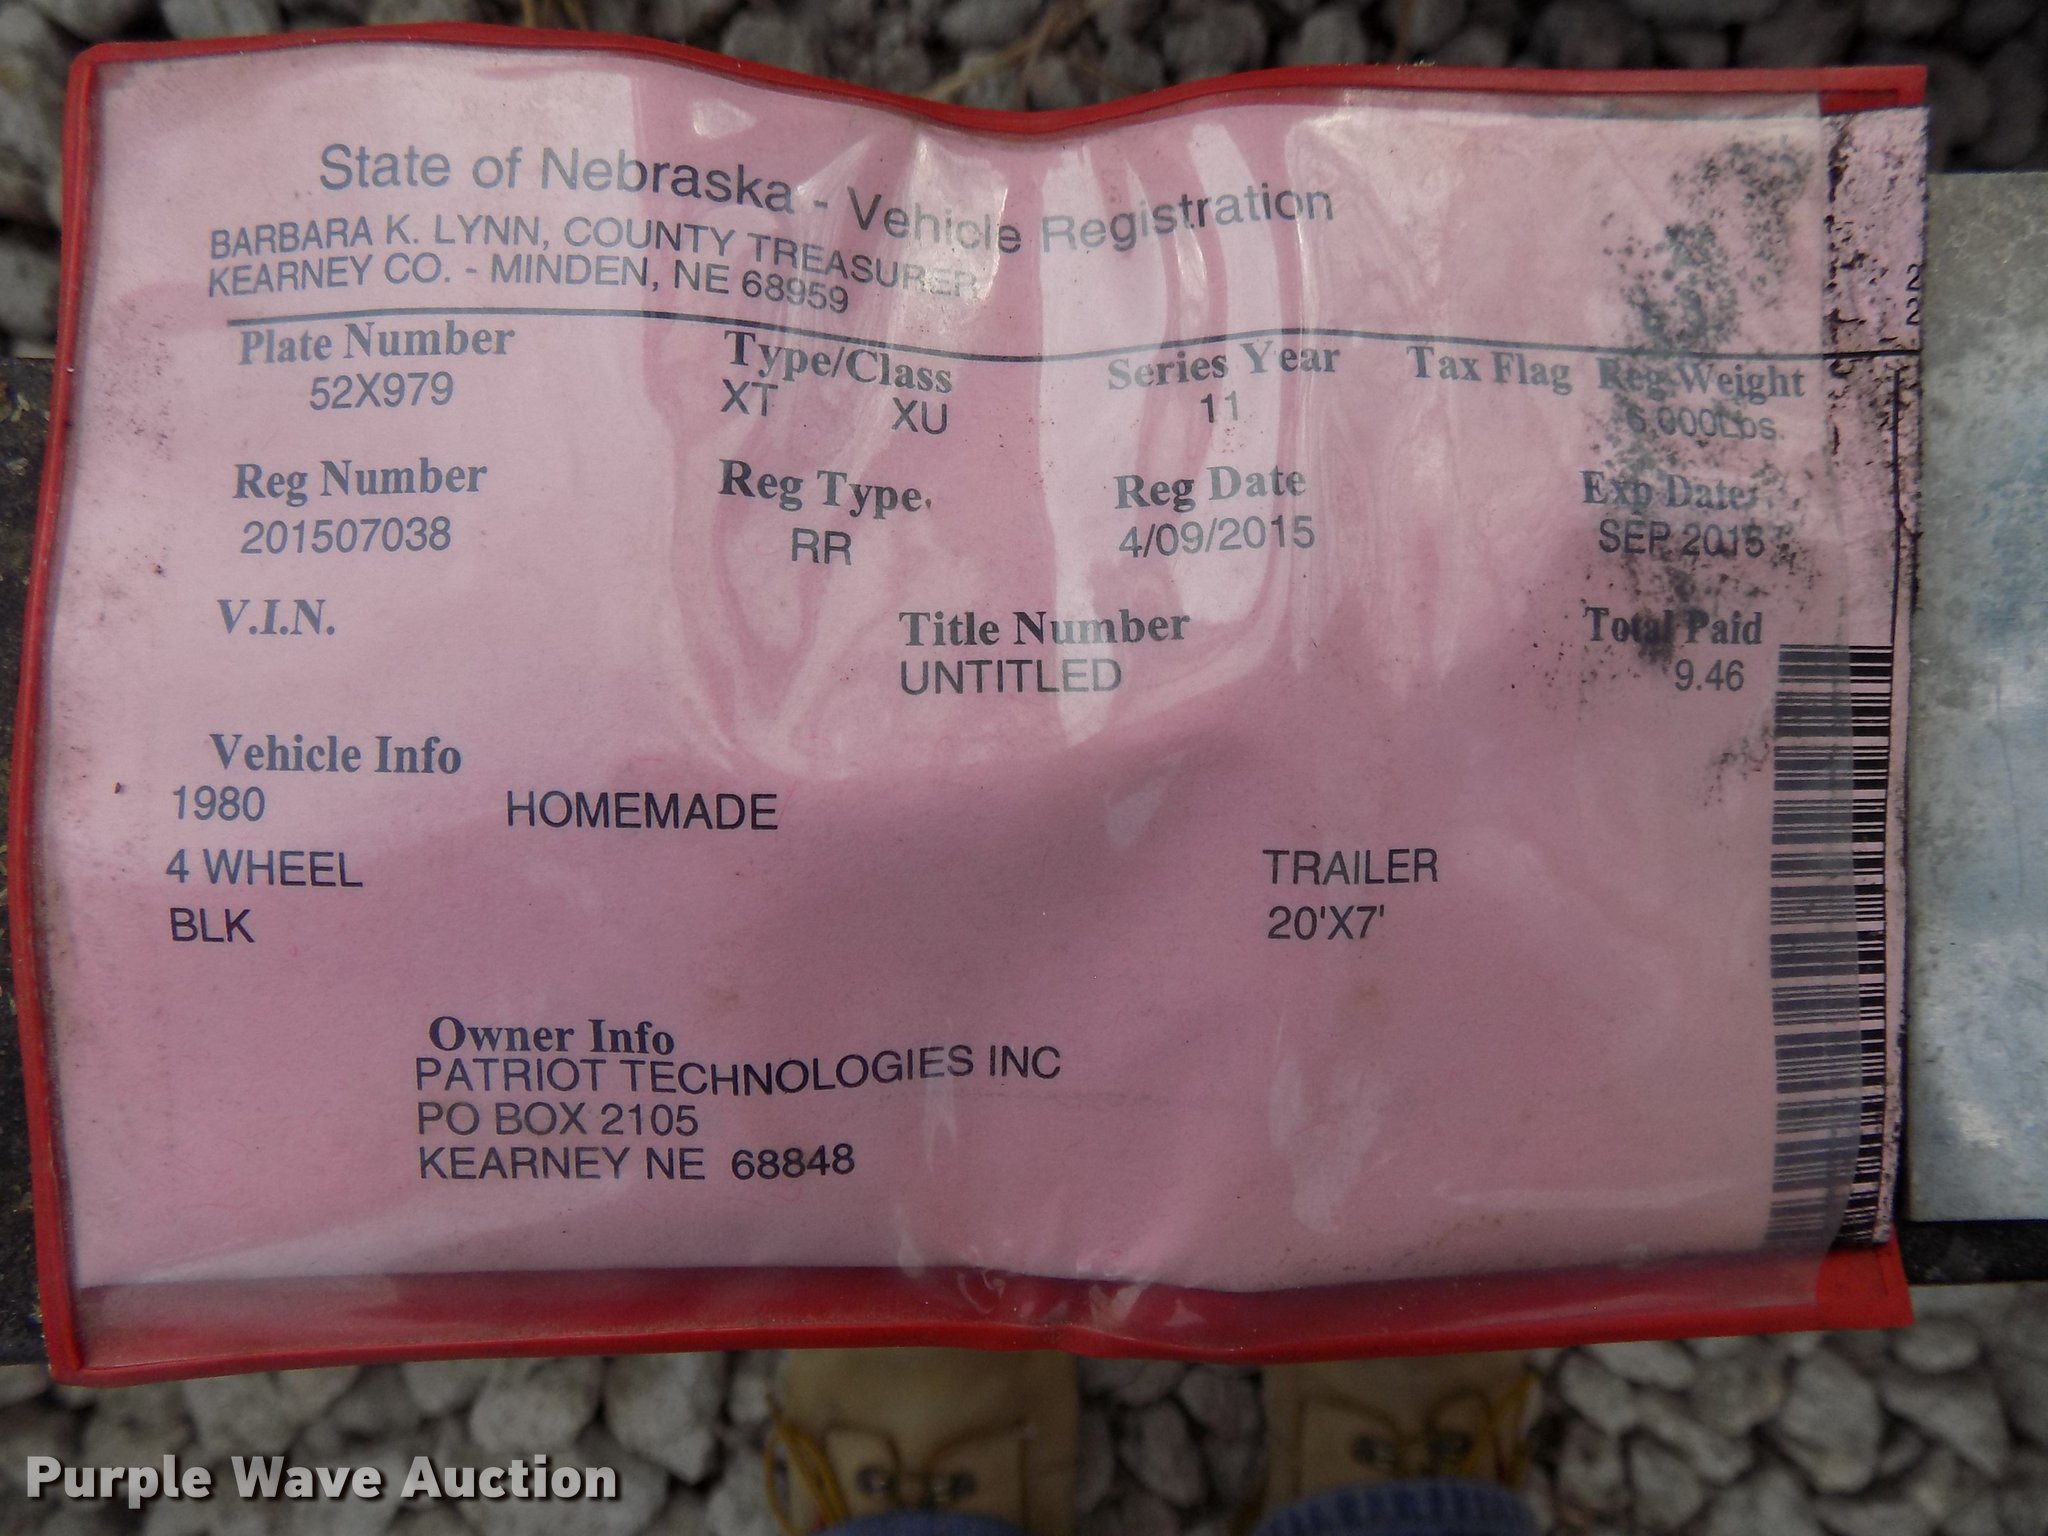 State of Nebraska - Vehicle Registration
BARBARA K. LYNN, COUNTY TREASURER
KEARNEY CO. - MINDEN, NE 68959
Plate Number Type/Class Series Year Tax Flag Reg Weight
52X979 XT XU 11 6,000Lbs.
Reg Number Reg Type Reg Date Exp Date
201507038 RR 4/09/2015 SEP 2015
V.I.N. Title Number Total Paid
UNTITLED 9.46
Vehicle Info
1980 HOMEMADE
4 WHEEL TRAILER
BLK 20'X7'
Owner Info
PATRIOT TECHNOLOGIES INC
PO BOX 2105
KEARNEY NE 68848
Purple Wave Auction